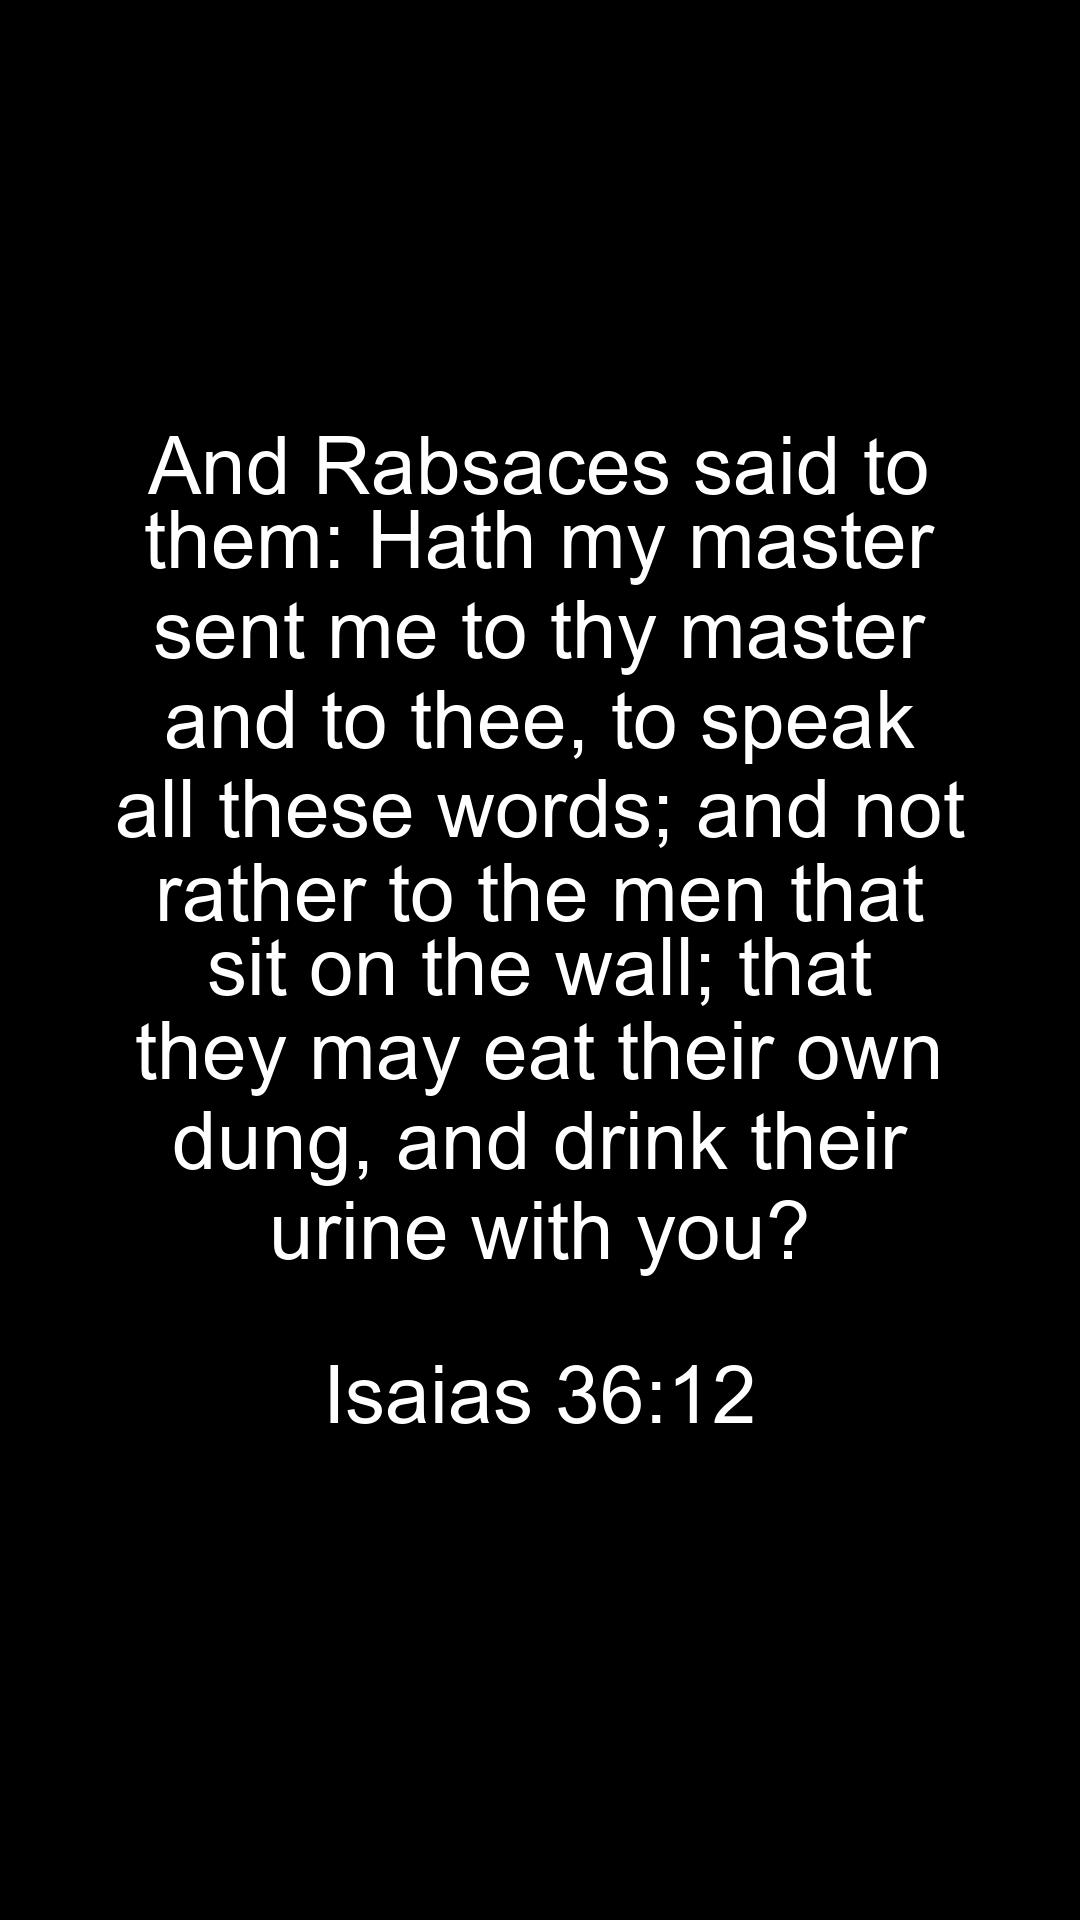 And Rabsaces said to
them: Hath my master
sent me to thy master
and to thee, to speak
all these words; and not
rather to the men that
sit on the wall; that
they may eat their own
dung, and drink their
urine with you?
Isaias 36:12